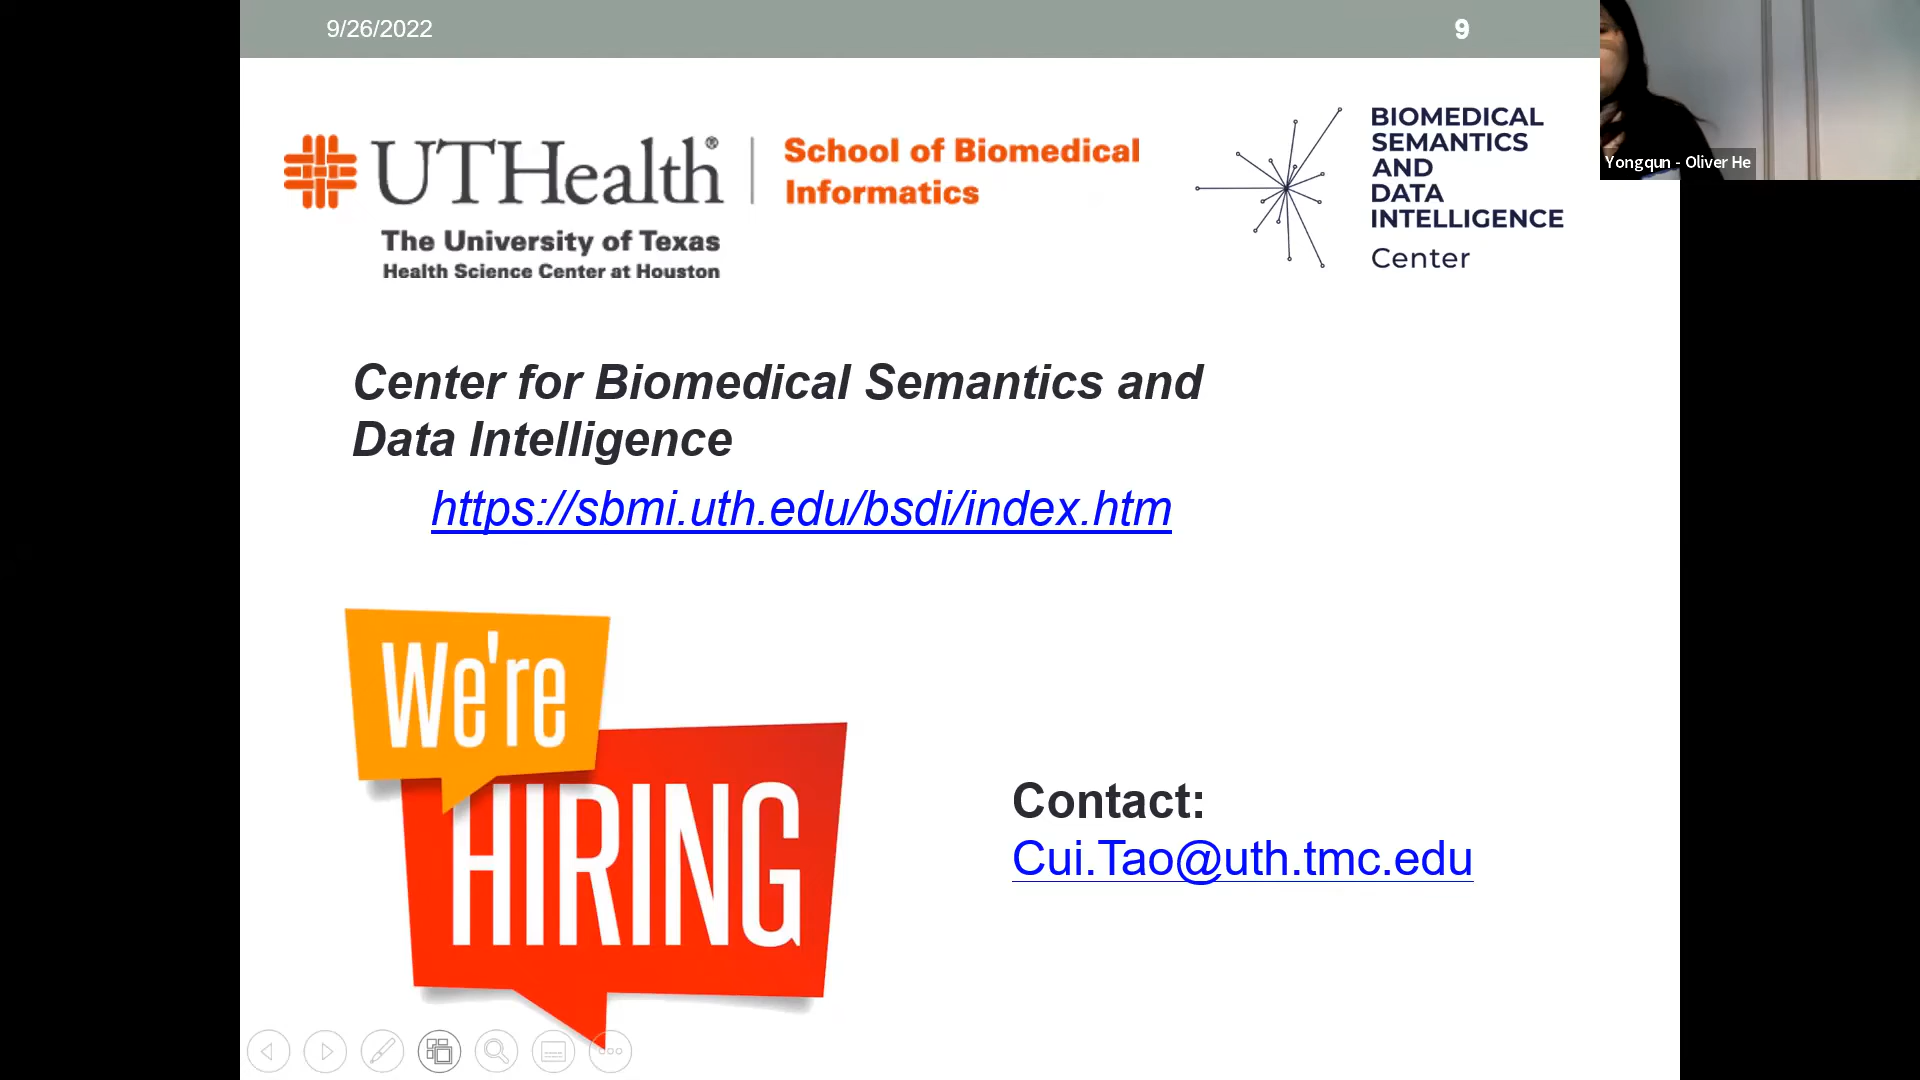 9/26/2022
9
Yongqun - Oliver He
UTHealth®
The University of Texas
Health Science Center at Houston
School of Biomedical
Informatics
BIOMEDICAL
SEMANTICS
AND
DATA
INTELLIGENCE
Center
Center for Biomedical Semantics and
Data Intelligence
https://sbmi.uth.edu/bsdi/index.htm
We're
HIRING
Contact:
Cui.Tao@uth.tmc.edu